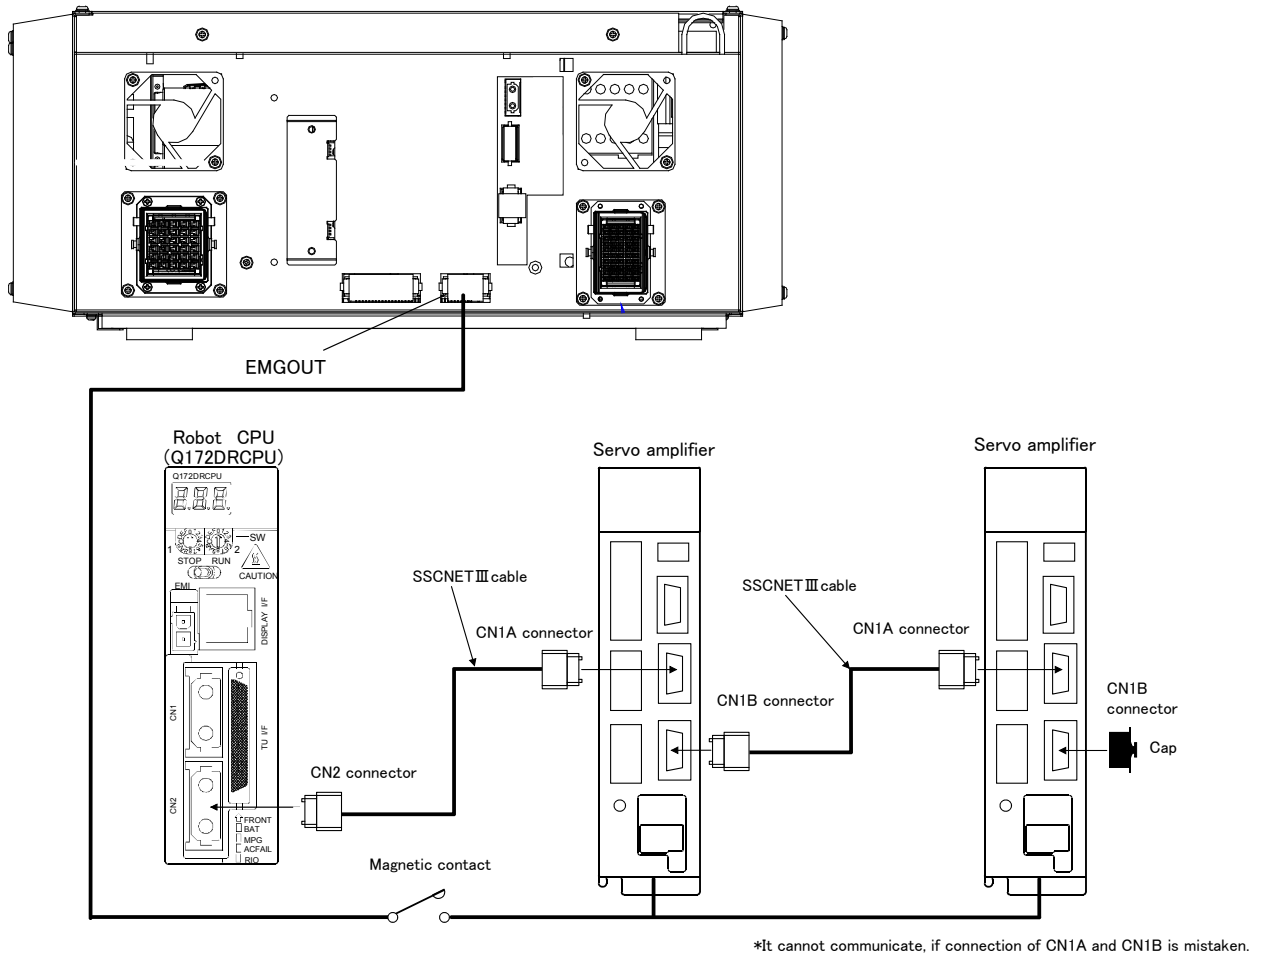 EMGOUT
Robot CPU
(Q172DRCPU)
Q172DRCPU
SW
1
2
STOP RUN
CAUTION
EMI
DISPLAY I/F
CN1
TU I/F
CN2
FRONT
BAT
MPG
ACFAIL
RIO
Servo amplifier
Servo amplifier
SSCNETⅢcable
CN1A connector
SSCNETⅢcable
CN1A connector
CN1B connector
CN1B
connector
Cap
CN2 connector
Magnetic contact
*It cannot communicate, if connection of CN1A and CN1B is mistaken.